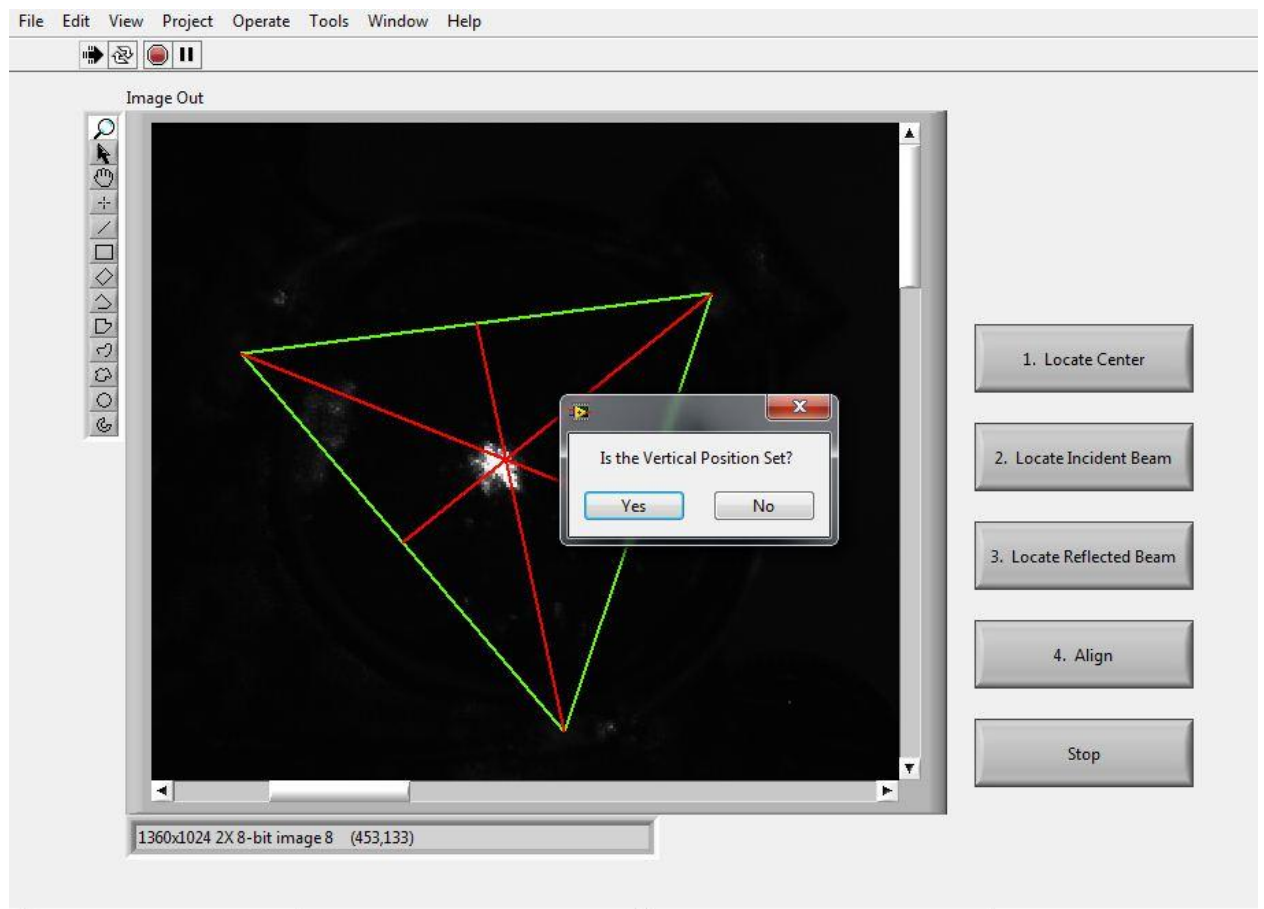 File Edit View Project Operate Tools Window Help
Image Out
1. Locate Center
Is the Vertical Position Set?
Yes No
2. Locate Incident Beam
3. Locate Reflected Beam
4. Align
Stop
1360x1024 2X 8-bit image 8 (453,133)